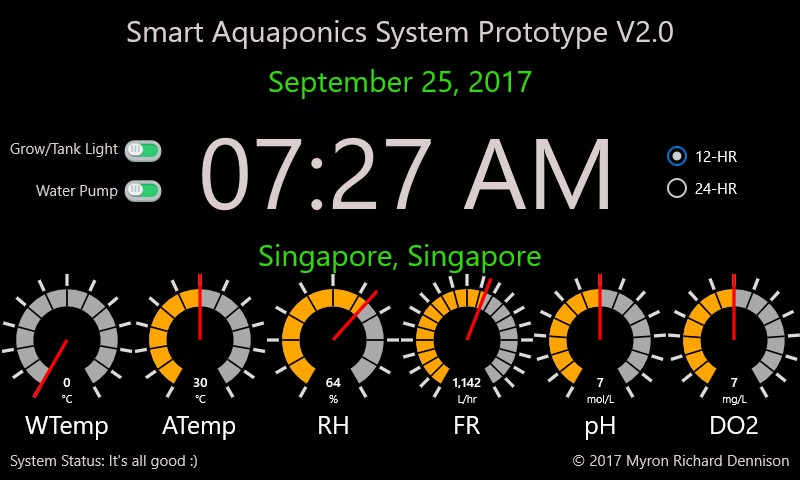 Smart Aquaponics System Prototype V2.0
September 25, 2017
Grow/Tank Light
Water Pump
07:27 AM
12-HR
24-HR
Singapore, Singapore
0 30 64 1,142 7 7
°C °C % L/hr mol/L mg/L
WTemp ATemp RH FR pH DO2
System Status: It's all good :) © 2017 Myron Richard Dennison